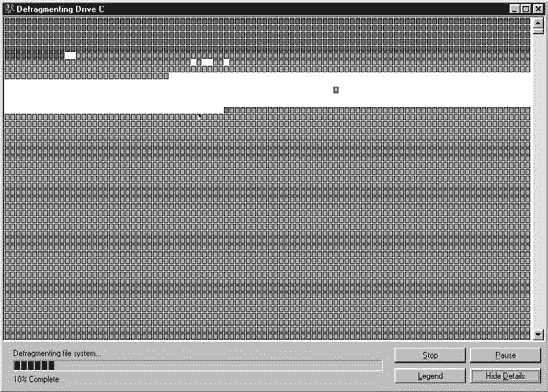 Defragmenting Drive C
Defragmenting file system...
10% Complete
Stop
Pause
Legend
Hide Details